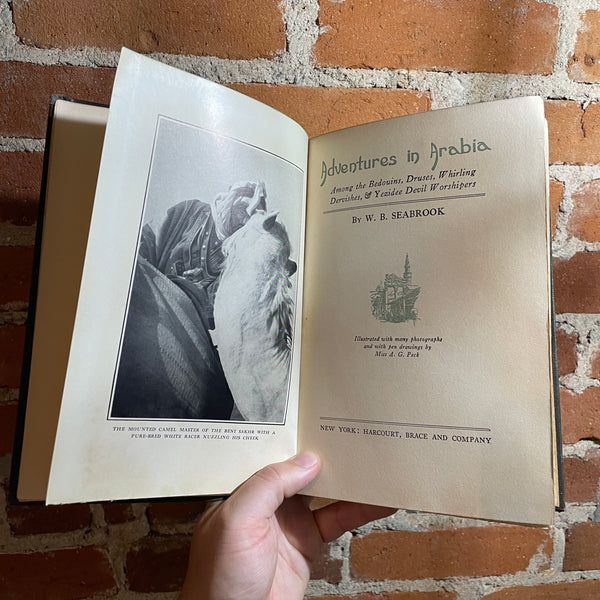 THE MOUNTED CAMEL MASTER OF THE BENI SAKHR WITH A
PURE-BRED WHITE RACER NUZZLING HIS CHEEK
Adventures in Arabia
Among the Bedouins, Druses, Whirling
Dervishes, & Yezidee Devil Worshipers
By W. B. SEABROOK
Illustrated with many photographs
and with pen drawings by
Miss A. G. Peck
NEW YORK: HARCOURT, BRACE AND COMPANY